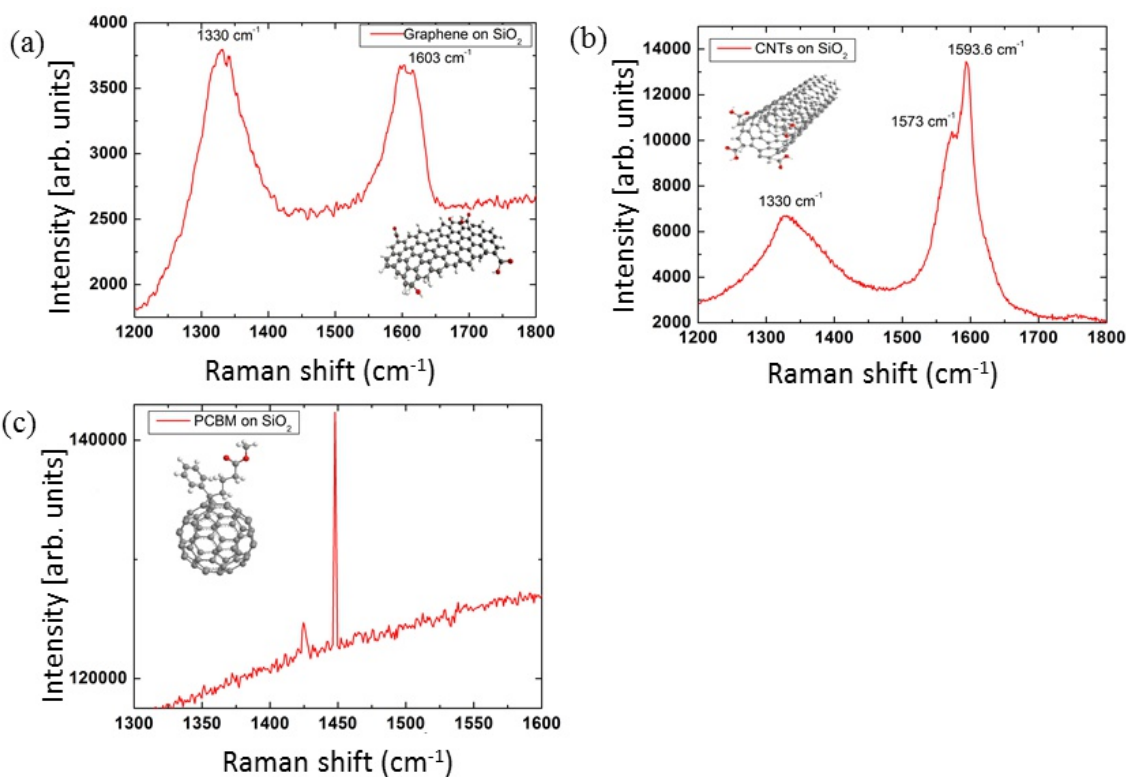 (a)
1330 cm-1
Graphene on SiO2
1603 cm-1
4000
3500
3000
2500
2000
Intensity [arb. units]
1200 1300 1400 1500 1600 1700 1800
Raman shift (cm-1)
(b)
CNTs on SiO2
1593.6 cm-1
1573 cm-1
1330 cm-1
14000
12000
10000
8000
6000
4000
2000
Intensity [arb. units]
1200 1300 1400 1500 1600 1700 1800
Raman shift (cm-1)
(c)
PCBM on SiO2
140000
120000
Intensity [arb. units]
1300 1350 1400 1450 1500 1550 1600
Raman shift (cm-1)